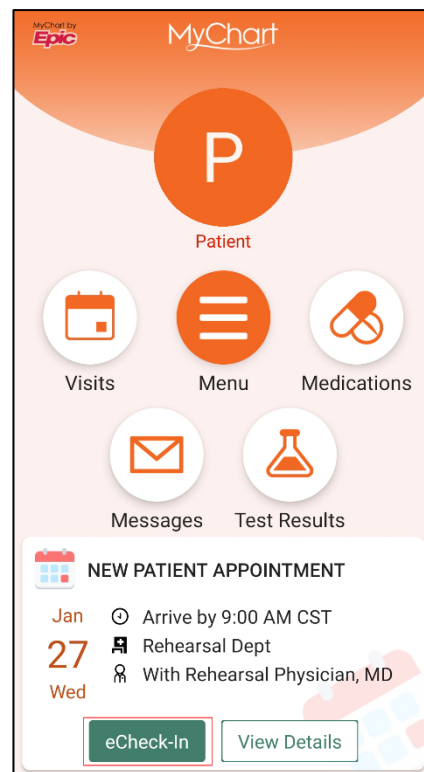 MyChart by
Epic
MyChart
P
Patient
Visits
Menu
Medications
Messages
Test Results
NEW PATIENT APPOINTMENT
Jan
27
Wed
Arrive by 9:00 AM CST
Rehearsal Dept
With Rehearsal Physician, MD
eCheck-In
View Details